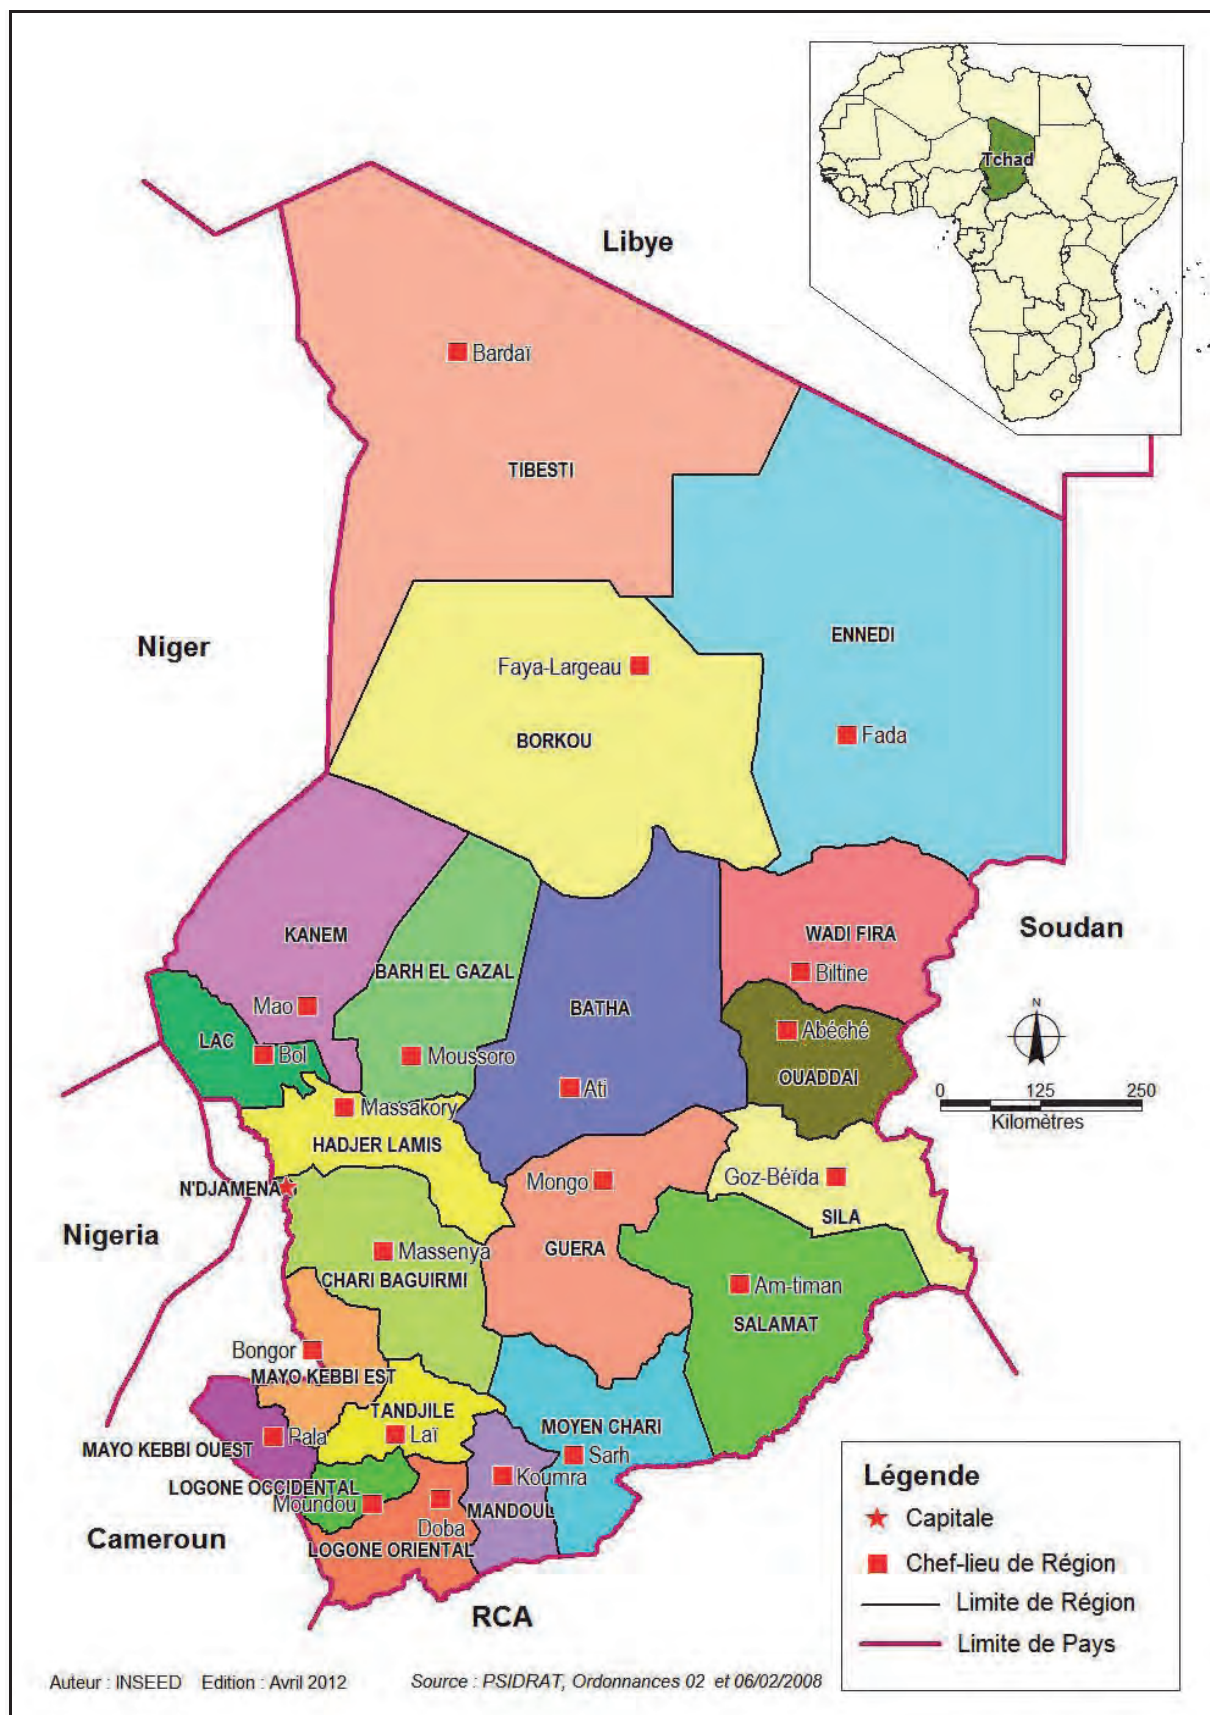 Tchad
Libye
Bardaï
TIBESTI
Niger
ENNEDI
Faya-Largeau
Fada
BORKOU
KANEM
WADI FIRA
Soudan
BARH EL GAZAL
Biltine
Mao
BATHA
N
LAC
Bol
Moussoro
Abéché
OUADDAI
Ati
0 125 250
Kilomètres
Massakory
HADJER LAMIS
N'DJAMENA
Mongo
Goz-Béïda
SILA
Nigeria
GUERA
Massenya
CHARI BAGUIRMI
Am-timan
SALAMAT
Bongor
MAYO KEBBI EST
TANDJILE
MOYEN CHARI
Laï
Pala
MAYO KEBBI OUEST
Sarh
Koumra
LOGONE OCCIDENTAL
Moundou
MANDOUL
Doba
LOGONE ORIENTAL
Cameroun
RCA
Légende
Capitale
Chef-lieu de Région
Limite de Région
Limite de Pays
Auteur : INSEED Edition : Avril 2012 Source : PSIDRAT, Ordonnances 02 et 06/02/2008